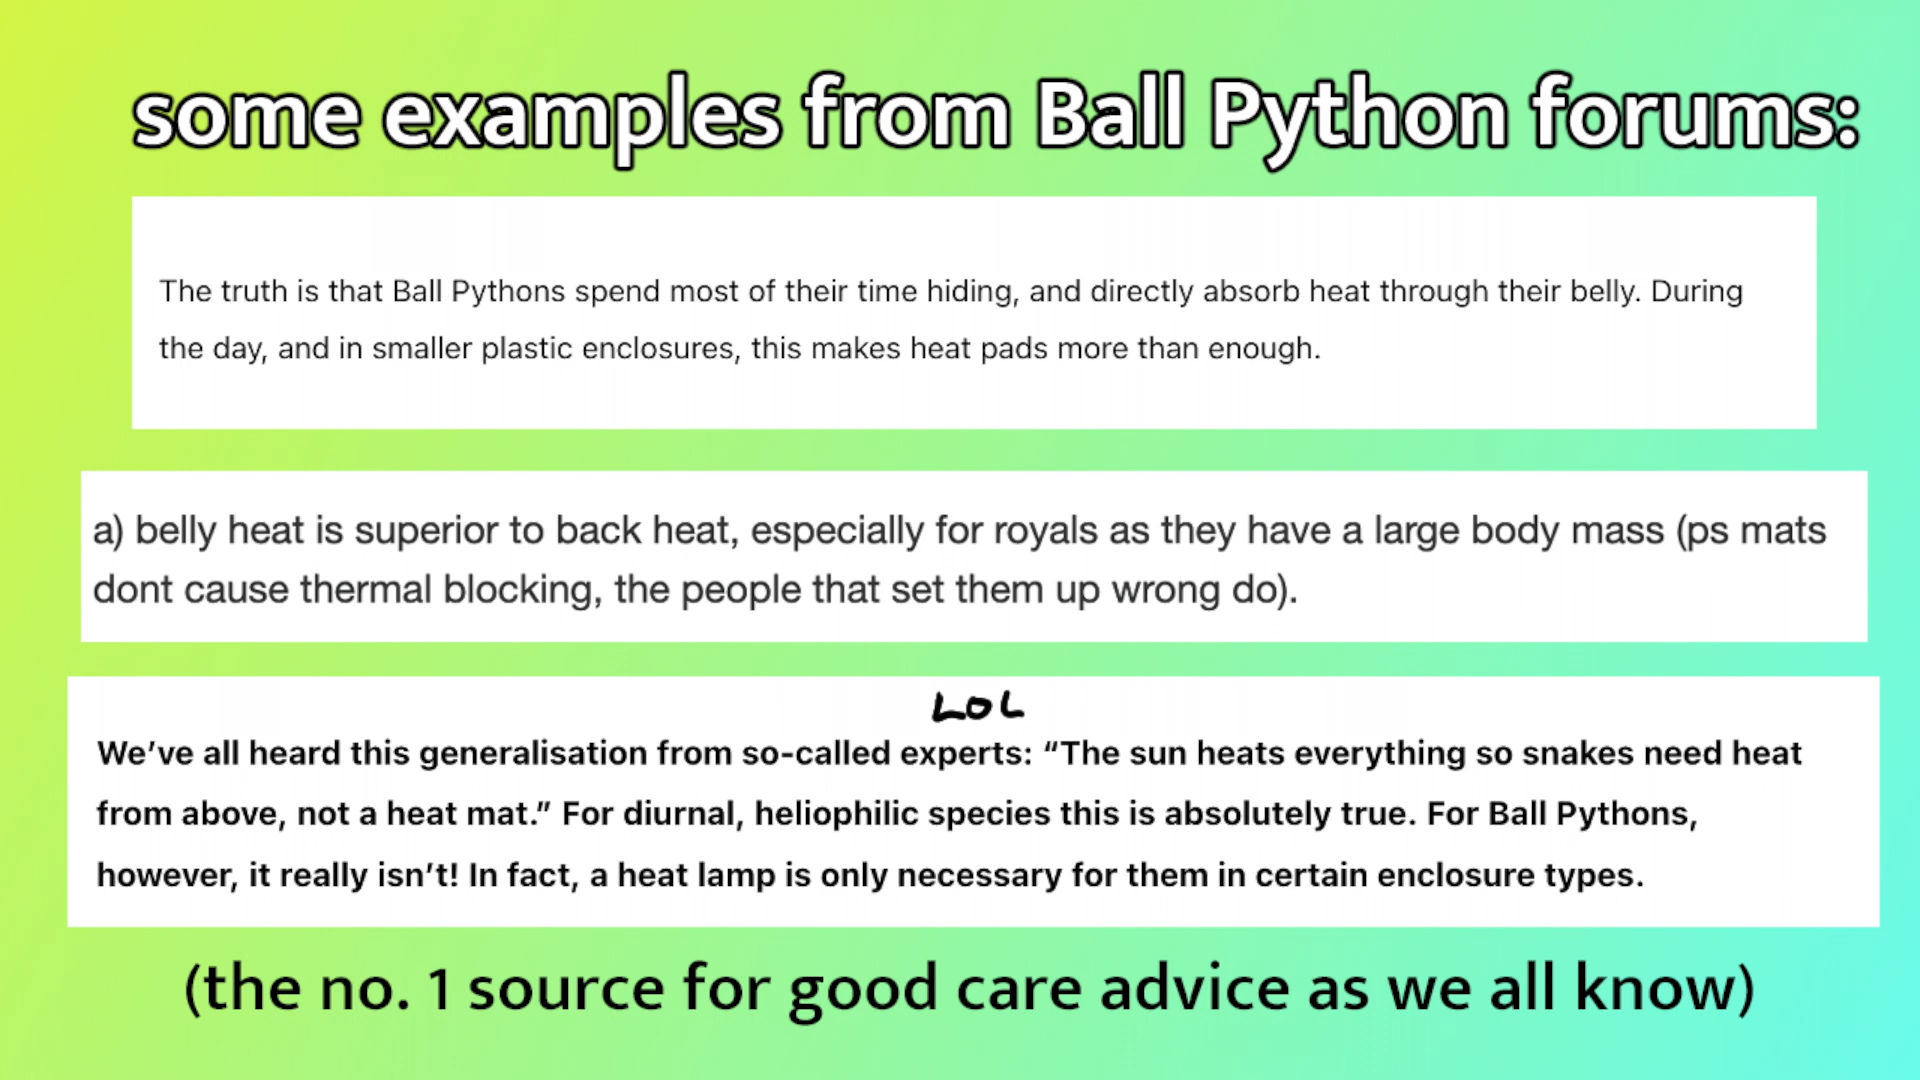 some examples from Ball Python forums:
The truth is that Ball Pythons spend most of their time hiding, and directly absorb heat through their belly. During
the day, and in smaller plastic enclosures, this makes heat pads more than enough.
a) belly heat is superior to back heat, especially for royals as they have a large body mass (ps mats
dont cause thermal blocking, the people that set them up wrong do).
LOL
We’ve all heard this generalisation from so-called experts: “The sun heats everything so snakes need heat
from above, not a heat mat.” For diurnal, heliophilic species this is absolutely true. For Ball Pythons,
however, it really isn’t! In fact, a heat lamp is only necessary for them in certain enclosure types.
(the no. 1 source for good care advice as we all know)